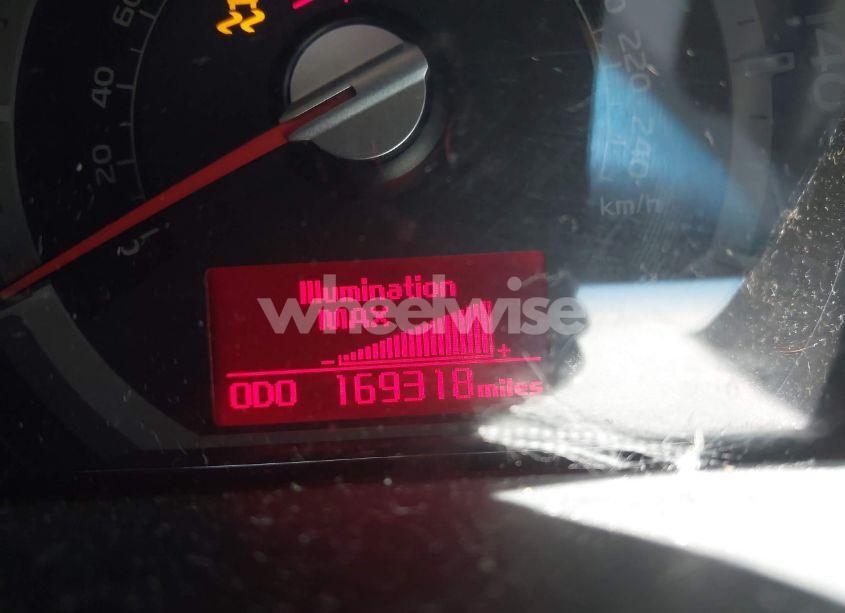 60
40
20
220
240
km/h
140
Illumination
MAX
- +
ODO 169318 miles
wheelwise